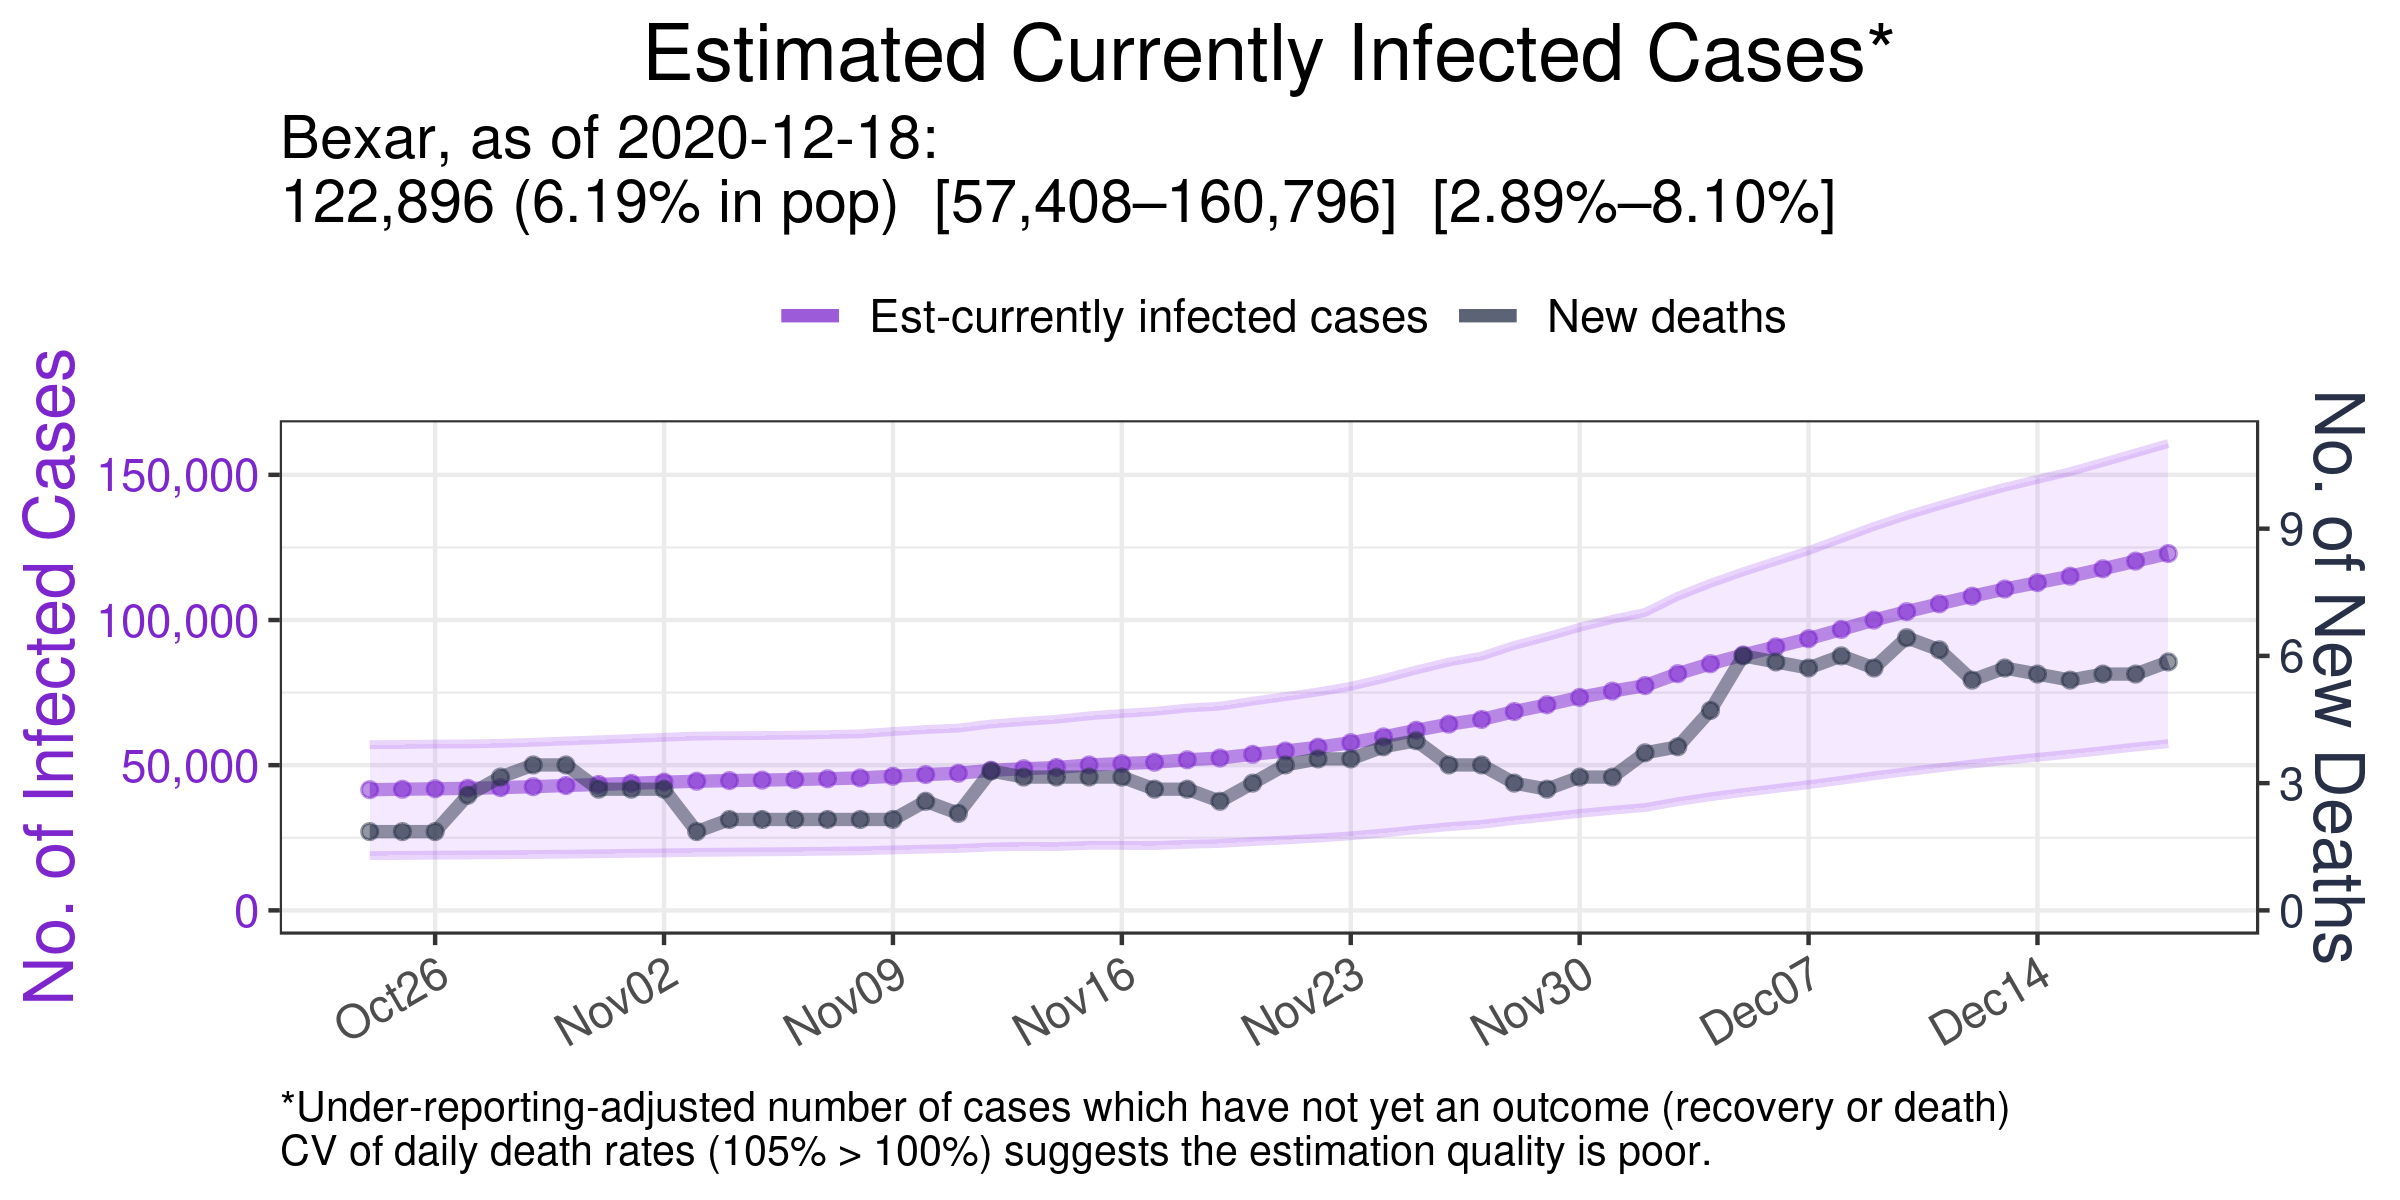 Estimated Currently Infected Cases*
Bexar, as of 2020-12-18:
122,896 (6.19% in pop)  [57,408–160,796]  [2.89%–8.10%]
Est-currently infected cases
New deaths
No. of Infected Cases
150,000
100,000
50,000
0
No. of New Deaths
9
6
3
0
Oct26
Nov02
Nov09
Nov16
Nov23
Nov30
Dec07
Dec14
*Under-reporting-adjusted number of cases which have not yet an outcome (recovery or death)
CV of daily death rates (105% > 100%) suggests the estimation quality is poor.